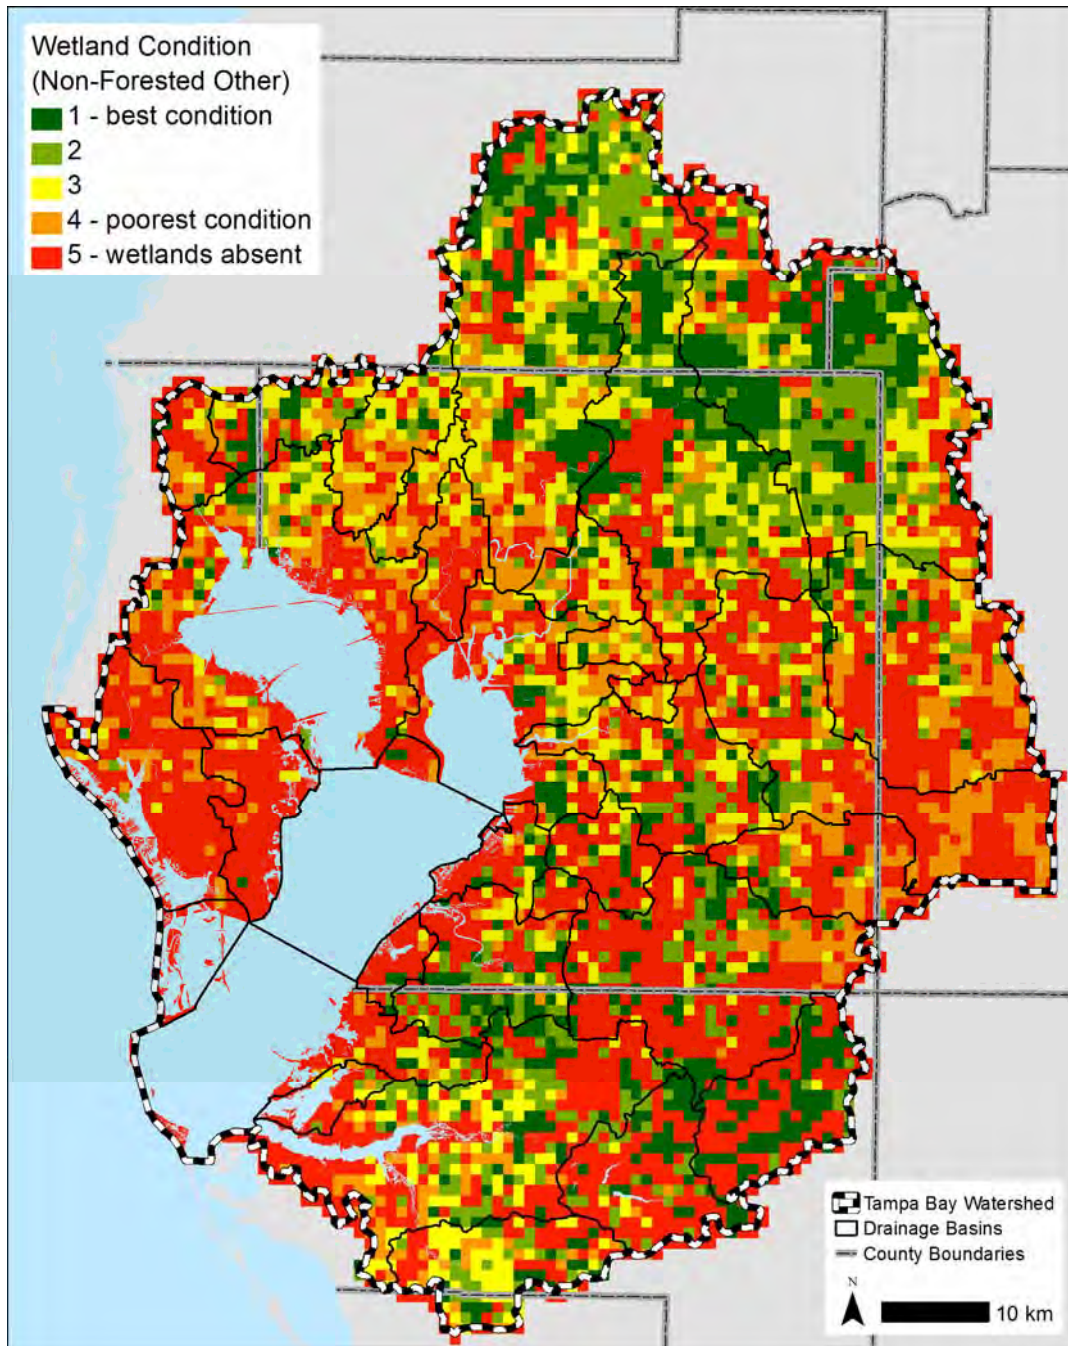 Wetland Condition
(Non-Forested Other)
1 - best condition
2
3
4 - poorest condition
5 - wetlands absent
Tampa Bay Watershed
Drainage Basins
County Boundaries
N
10 km